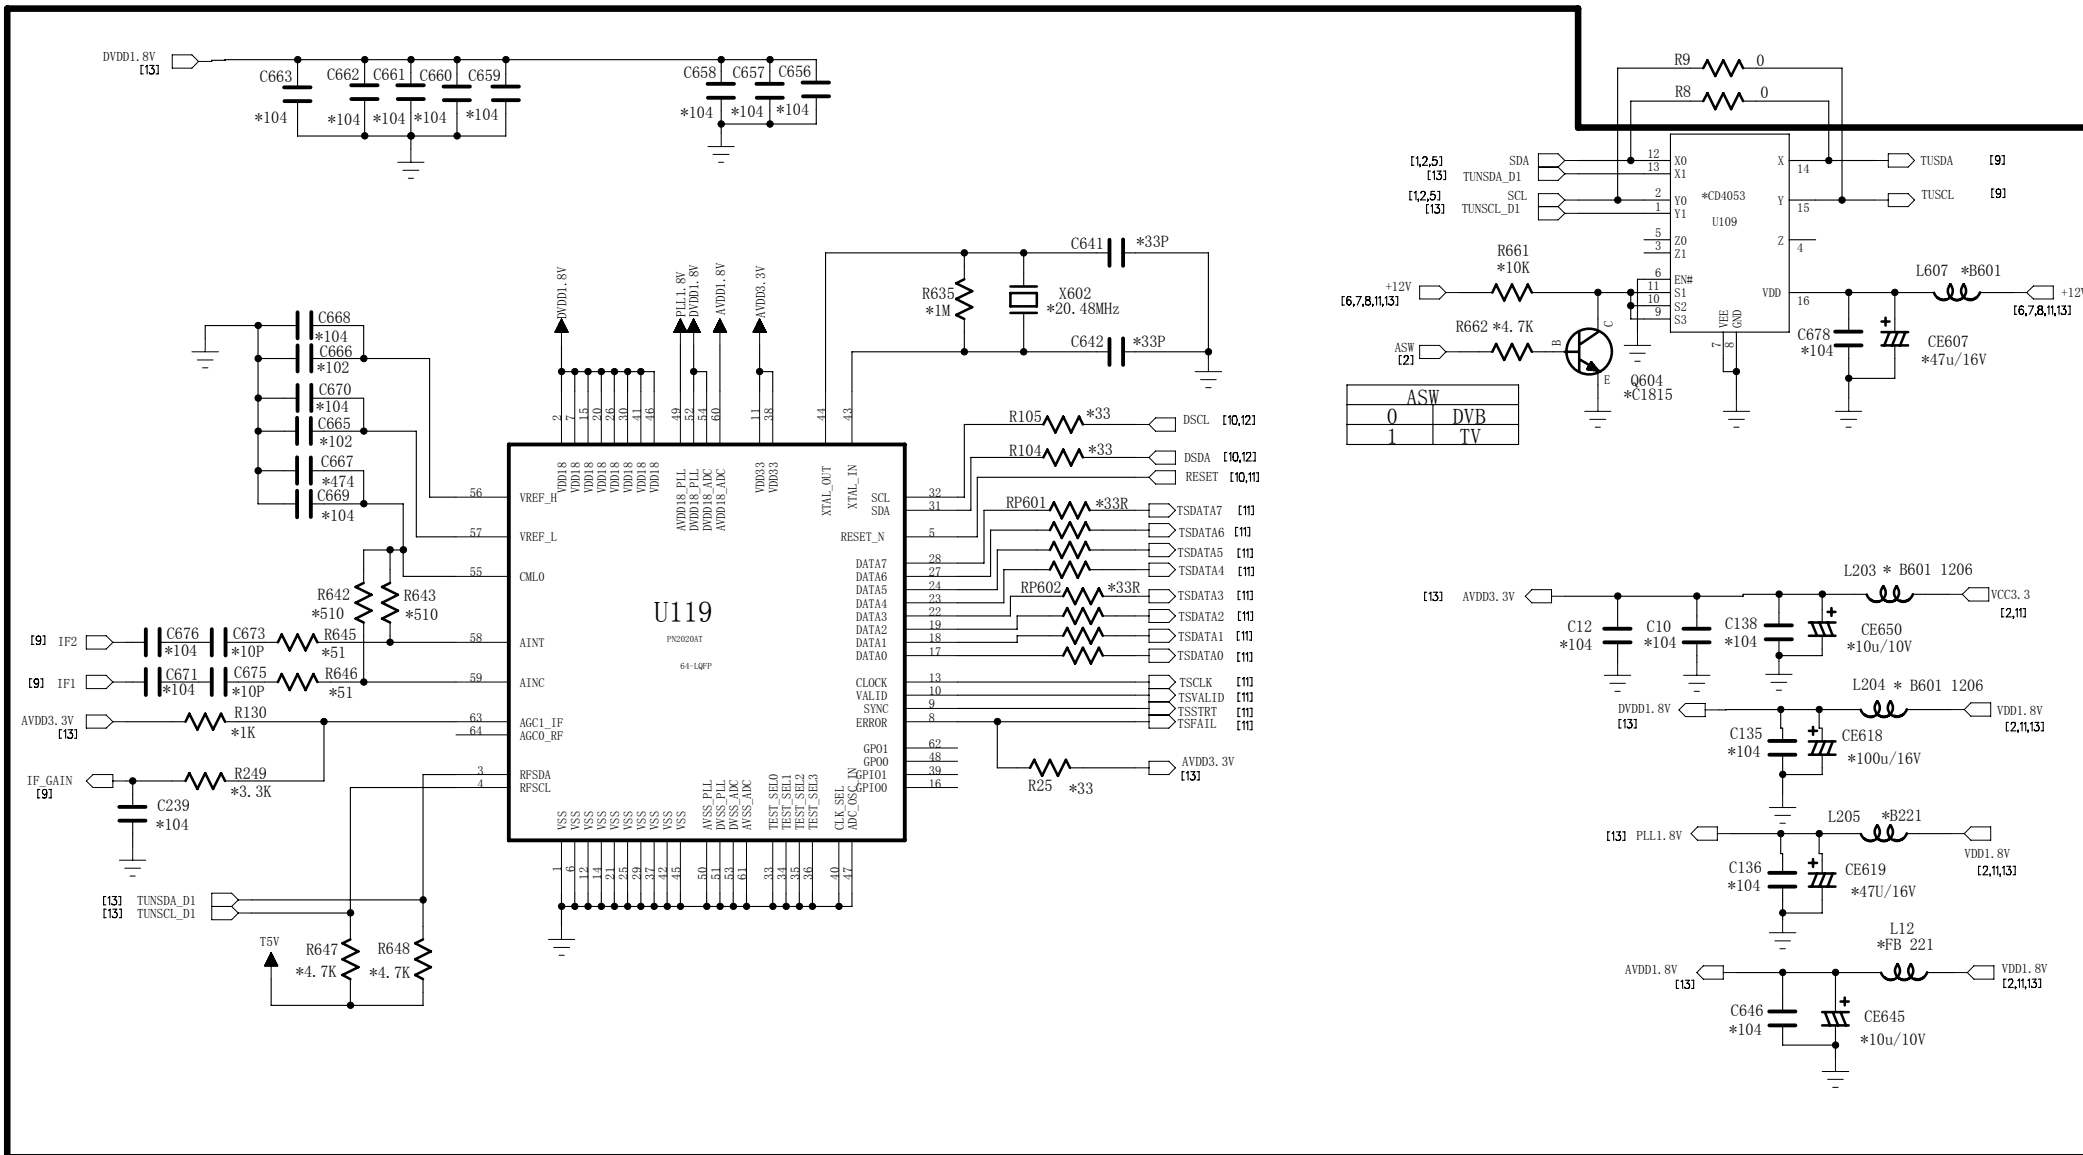 DVDD1.8V
[13]
C663
*104
C662
*104
C661
*104
C660
*104
C659
*104
C658
*104
C657
*104
C656
*104
R9 0
R8 0
[1,2,5] SDA
[13] TUNSDA_D1
[1,2,5] SCL
[13] TUNSCL_D1
12 X0
13 X1
2 Y0
1 Y1
5 Z0
3 Z1
6 EN#
11 S1
10 S2
9 S3
*CD4053
U109
X 14
Y 15
Z 4
VDD 16
VEE
GND
7
8
TUSDA [9]
TUSCL [9]
R661
*10K
+12V
[6,7,8,11,13]
R662 *4.7K
ASW
[2]
B
C
E
Q604
*C1815
L607 *B601
+12V
[6,7,8,11,13]
C678
*104
CE607
*47u/16V
ASW
0 DVB
1 TV
C668
*104
C666
*102
C670
*104
C665
*102
C667
*474
C669
*104
DVDD1.8V
PLL1.8V
DVDD1.8V
AVDD1.8V
AVDD3.3V
C641 *33P
R635
*1M
X602
*20.48MHz
C642 *33P
2
7
15
20
26
30
41
46
49
52
54
60
11
38
44
43
VDD18
VDD18
VDD18
VDD18
VDD18
VDD18
VDD18
VDD18
AVDD18_PLL
DVDD18_PLL
DVDD18_ADC
AVDD18_ADC
VDD33
VDD33
XTAL_OUT
XTAL_IN
56 VREF_H
57 VREF_L
55 CMLO
58 AINT
59 AINC
63 AGC1_IF
64 AGC0_RF
3 RFSDA
4 RFSCL
U119
PN2020AT
64-LQFP
SCL 32
SDA 31
RESET_N 5
DATA7 28
DATA6 27
DATA5 24
DATA4 23
DATA3 22
DATA2 19
DATA1 18
DATA0 17
CLOCK 13
VALID 10
SYNC 9
ERROR 8
GPO1 62
GPO0 48
GPIO1 39
GPIO0 16
VSS
VSS
VSS
VSS
VSS
VSS
VSS
VSS
VSS
VSS
AVSS_PLL
DVSS_PLL
DVSS_ADC
AVSS_ADC
TEST_SEL0
TEST_SEL1
TEST_SEL2
TEST_SEL3
CLK_SEL
ADC_OSC_IN
1
6
12
14
21
25
29
37
42
45
50
51
53
61
33
34
35
36
40
47
R105 *33 DSCL [10,12]
R104 *33 DSDA [10,12]
RESET [10,11]
RP601 *33R TSDATA7 [11]
TSDATA6 [11]
TSDATA5 [11]
TSDATA4 [11]
RP602 *33R TSDATA3 [11]
TSDATA2 [11]
TSDATA1 [11]
TSDATA0 [11]
TSCLK [11]
TSVALID [11]
TSSTRT [11]
TSFAIL [11]
R25 *33
AVDD3.3V
[13]
R642
*510
R643
*510
[9] IF2
C676
*104
C673
*10P
R645
*51
[9] IF1
C671
*104
C675
*10P
R646
*51
AVDD3.3V
[13]
R130
*1K
IF_GAIN
[9]
R249
*3.3K
C239
*104
[13] TUNSDA_D1
[13] TUNSCL_D1
T5V
R647
*4.7K
R648
*4.7K
L203 * B601 1206
[13] AVDD3.3V
VCC3.3
[2,11]
C12
*104
C10
*104
C138
*104
CE650
*10u/10V
L204 * B601 1206
DVDD1.8V
[13]
VDD1.8V
[2,11,13]
C135
*104
CE618
*100u/16V
L205 *B221
[13] PLL1.8V
VDD1.8V
[2,11,13]
C136
*104
CE619
*47U/16V
L12
*FB 221
AVDD1.8V
[13]
VDD1.8V
[2,11,13]
C646
*104
CE645
*10u/10V